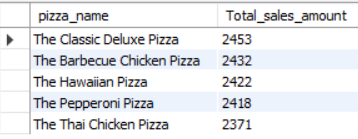 pizza_name Total_sales_amount
The Classic Deluxe Pizza 2453
The Barbecue Chicken Pizza 2432
The Hawaiian Pizza 2422
The Pepperoni Pizza 2418
The Thai Chicken Pizza 2371